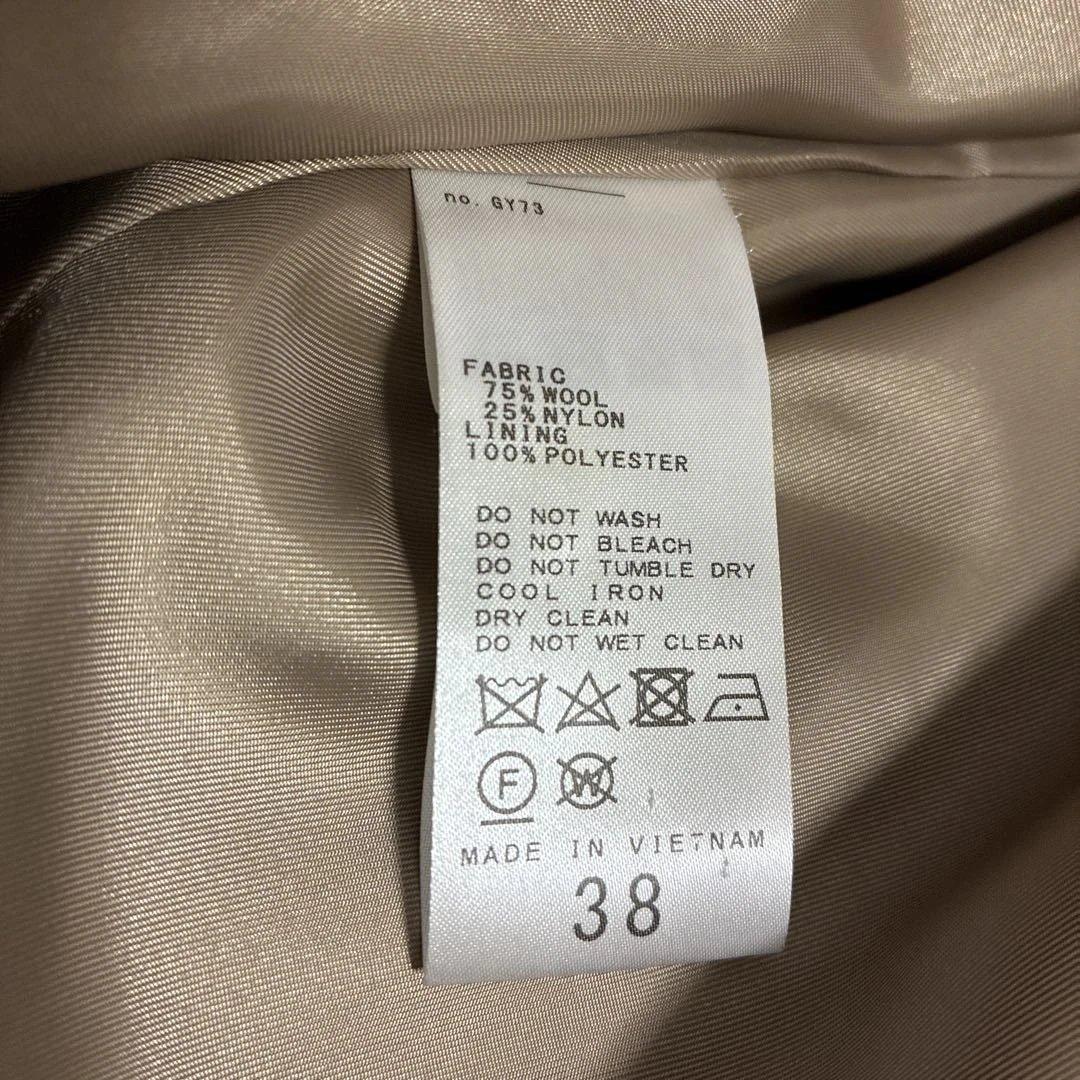 no. GY73
FABRIC
75% WOOL
25% NYLON
LINING
100% POLYESTER
DO NOT WASH
DO NOT BLEACH
DO NOT TUMBLE DRY
COOL IRON
DRY CLEAN
DO NOT WET CLEAN
F W
MADE IN VIETNAM
38